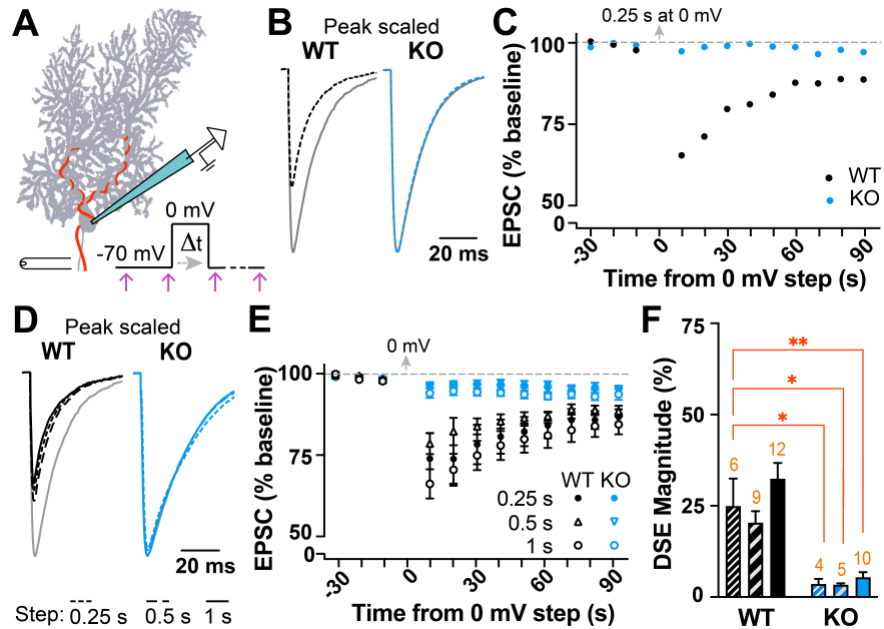 A
0 mV
-70 mV
Δt
B
Peak scaled
WT KO
20 ms
C
0.25 s at 0 mV
EPSC (% baseline)
100
75
50
0
-30 0 30 60 90
Time from 0 mV step (s)
WT
KO
D
Peak scaled
WT KO
20 ms
Step: 0.25 s 0.5 s 1 s
E
0 mV
EPSC (% baseline)
100
75
50
0
-30 0 30 60 90
Time from 0 mV step (s)
WT KO
0.25 s
0.5 s
1 s
F
DSE Magnitude (%)
75
50
25
0
**
*
*
6 9 12 4 5 10
WT KO